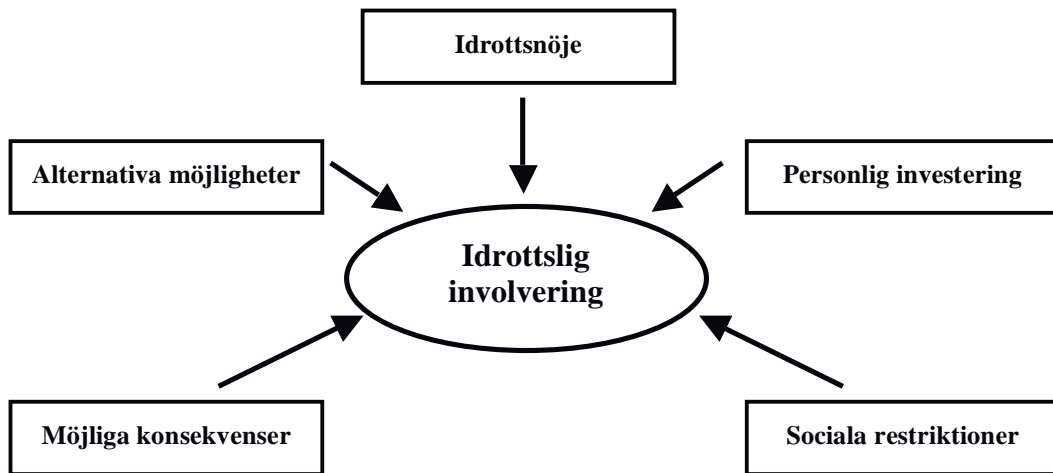 Idrottsnöje
Alternativa möjligheter
Personlig investering
Idrottslig
involvering
Möjliga konsekvenser
Sociala restriktioner